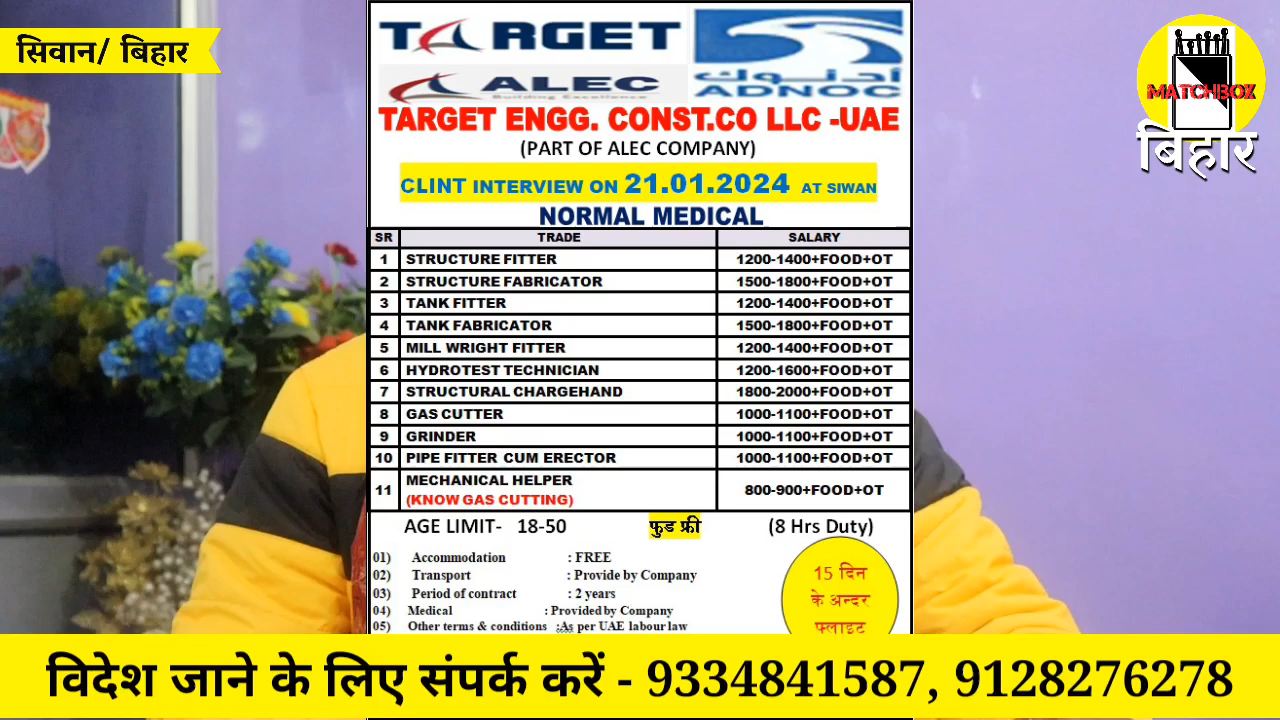 सिवान/ बिहार
TARGET
ALEC
Building Excellence
ادنوك
ADNOC
MATCHBOX
बिहार
TARGET ENGG. CONST.CO LLC -UAE
(PART OF ALEC COMPANY)
CLINT INTERVIEW ON 21.01.2024 AT SIWAN
NORMAL MEDICAL
SR TRADE SALARY
1 STRUCTURE FITTER 1200-1400+FOOD+OT
2 STRUCTURE FABRICATOR 1500-1800+FOOD+OT
3 TANK FITTER 1200-1400+FOOD+OT
4 TANK FABRICATOR 1500-1800+FOOD+OT
5 MILL WRIGHT FITTER 1200-1400+FOOD+OT
6 HYDROTEST TECHNICIAN 1200-1600+FOOD+OT
7 STRUCTURAL CHARGEHAND 1800-2000+FOOD+OT
8 GAS CUTTER 1000-1100+FOOD+OT
9 GRINDER 1000-1100+FOOD+OT
10 PIPE FITTER CUM ERECTOR 1000-1100+FOOD+OT
11 MECHANICAL HELPER 800-900+FOOD+OT
(KNOW GAS CUTTING)
AGE LIMIT- 18-50 फुड फ्री (8 Hrs Duty)
01) Accommodation : FREE
02) Transport : Provide by Company
03) Period of contract : 2 years
04) Medical : Provided by Company
05) Other terms & conditions :As per UAE labour law
15 दिन
के अन्दर
फ्लाइट
विदेश जाने के लिए संपर्क करें - 9334841587, 9128276278